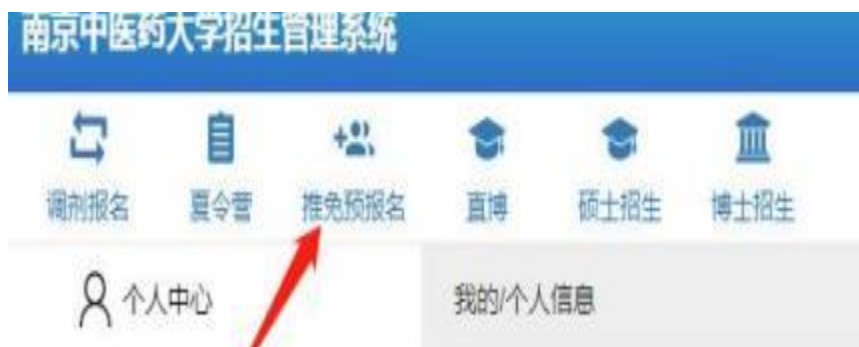 南京中医药大学招生管理系统
调剂报名 夏令营 推免预报名 直博 硕士招生 博士招生
个人中心 我的/个人信息